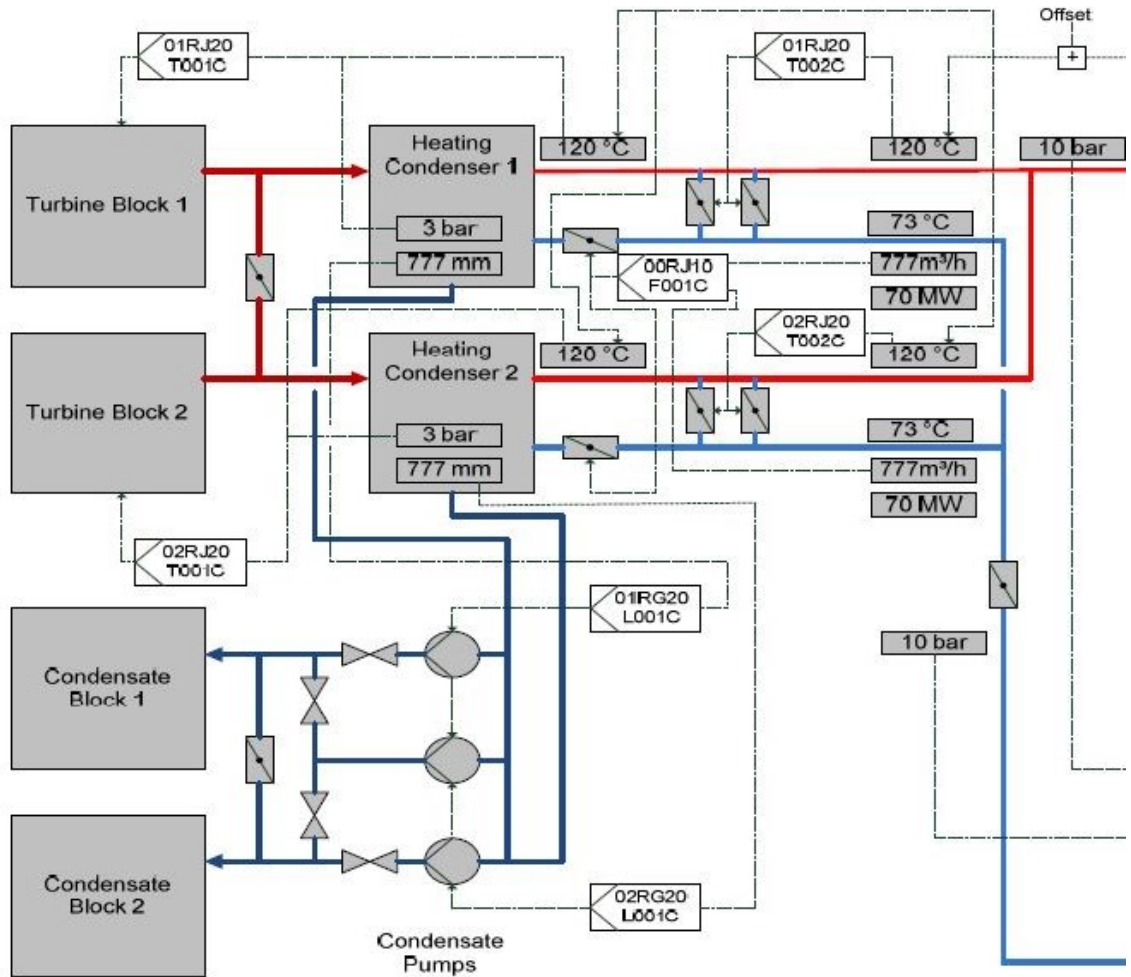 Offset
+
01RJ20
T001C
01RJ20
T002C
120 °C
120 °C
10 bar
Turbine Block 1
Heating
Condenser 1
3 bar
777 mm
73 °C
777m³/h
70 MW
00RJ10
F001C
02RJ20
T002C
120 °C
120 °C
Turbine Block 2
Heating
Condenser 2
3 bar
777 mm
73 °C
777m³/h
70 MW
02RJ20
T001C
01RG20
L001C
10 bar
Condensate
Block 1
Condensate
Block 2
02RG20
L001C
Condensate
Pumps